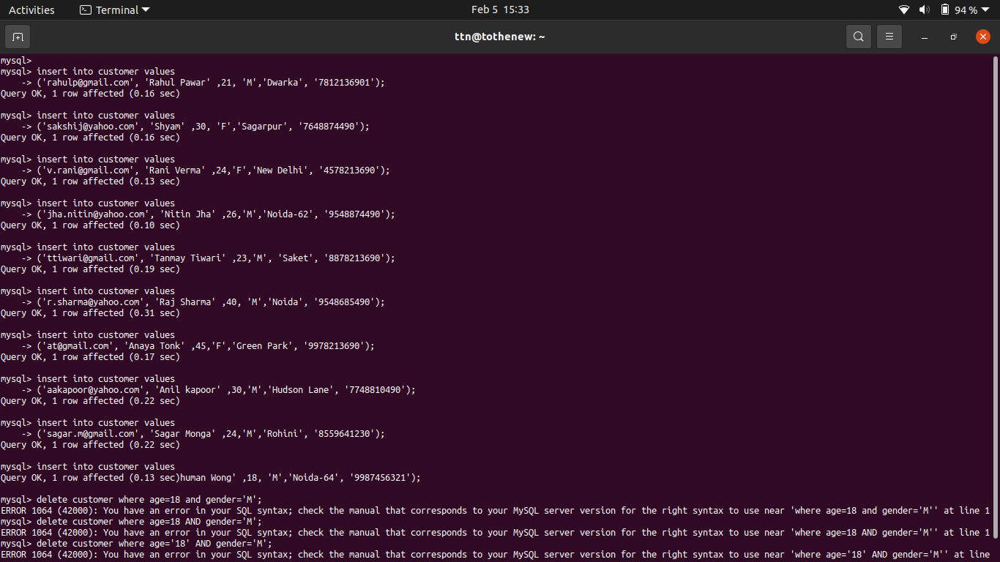 Activities Terminal Feb 5 15:33 94 %
ttn@tothenew: ~
mysql>
mysql> insert into customer values
-> ('rahulp@gmail.com', 'Rahul Pawar' ,21, 'M','Dwarka', '7812136901');
Query OK, 1 row affected (0.16 sec)
mysql> insert into customer values
-> ('sakshij@yahoo.com', 'Shyam' ,30, 'F','Sagarpur', '7648874490');
Query OK, 1 row affected (0.16 sec)
mysql> insert into customer values
-> ('v.rani@gmail.com', 'Rani Verma' ,24,'F','New Delhi', '4578213690');
Query OK, 1 row affected (0.13 sec)
mysql> insert into customer values
-> ('jha.nitin@yahoo.com', 'Nitin Jha' ,26,'M','Noida-62', '9548874490');
Query OK, 1 row affected (0.10 sec)
mysql> insert into customer values
-> ('ttiwari@gmail.com', 'Tanmay Tiwari' ,23,'M', 'Saket', '8878213690');
Query OK, 1 row affected (0.19 sec)
mysql> insert into customer values
-> ('r.sharma@yahoo.com', 'Raj Sharma' ,40, 'M','Noida', '9548685490');
Query OK, 1 row affected (0.31 sec)
mysql> insert into customer values
-> ('at@gmail.com', 'Anaya Tonk' ,45,'F','Green Park', '9978213690');
Query OK, 1 row affected (0.17 sec)
mysql> insert into customer values
-> ('aakapoor@yahoo.com', 'Anil kapoor' ,30,'M','Hudson Lane', '7748810490');
Query OK, 1 row affected (0.22 sec)
mysql> insert into customer values
-> ('sagar.m@gmail.com', 'Sagar Monga' ,24,'M','Rohini', '8559641230');
Query OK, 1 row affected (0.22 sec)
mysql> insert into customer values
Query OK, 1 row affected (0.13 sec)human Wong' ,18, 'M','Noida-64', '9987456321');
mysql> delete customer where age=18 and gender='M';
ERROR 1064 (42000): You have an error in your SQL syntax; check the manual that corresponds to your MySQL server version for the right syntax to use near 'where age=18 and gender='M'' at line 1
mysql> delete customer where age=18 AND gender='M';
ERROR 1064 (42000): You have an error in your SQL syntax; check the manual that corresponds to your MySQL server version for the right syntax to use near 'where age=18 AND gender='M'' at line 1
mysql> delete customer where age='18' AND gender='M';
ERROR 1064 (42000): You have an error in your SQL syntax; check the manual that corresponds to your MySQL server version for the right syntax to use near 'where age='18' AND gender='M'' at line